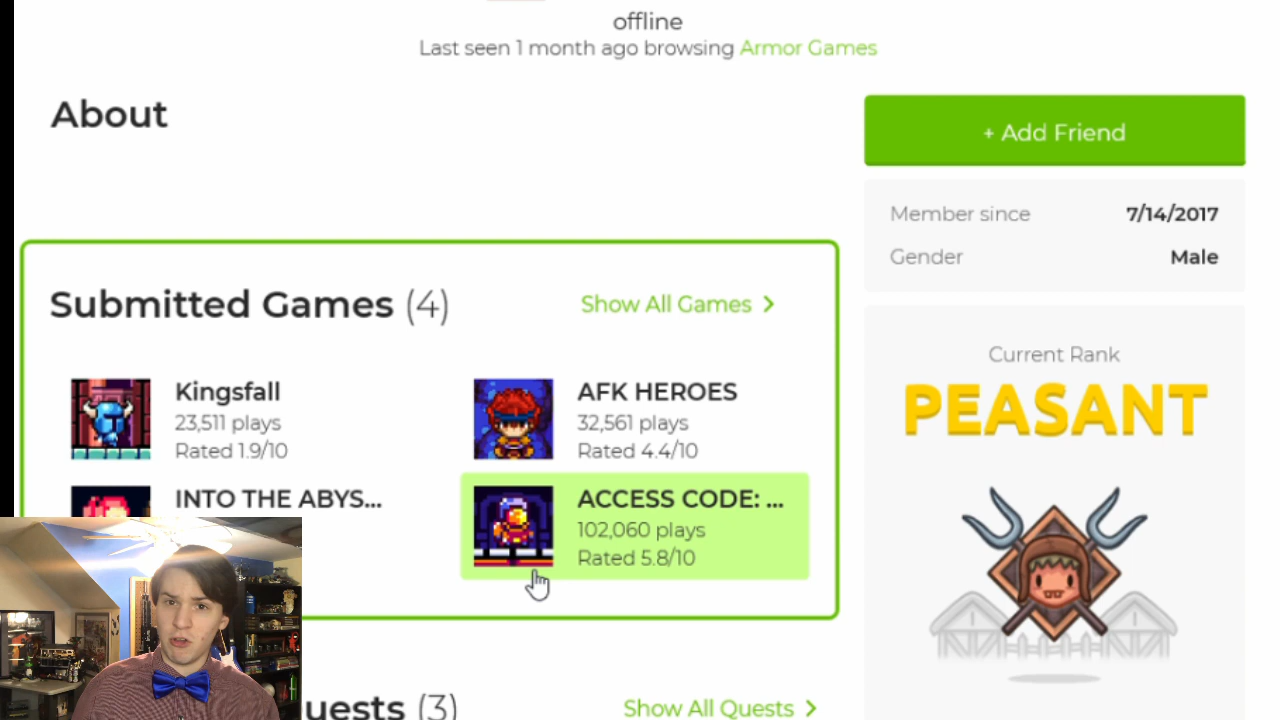 offline
Last seen 1 month ago browsing Armor Games
About
+ Add Friend
Member since 7/14/2017
Gender Male
Submitted Games (4)
Show All Games >
Kingsfall
23,511 plays
Rated 1.9/10
AFK HEROES
32,561 plays
Rated 4.4/10
INTO THE ABYS...
ACCESS CODE: ...
102,060 plays
Rated 5.8/10
Current Rank
PEASANT
uests (3)
Show All Quests >